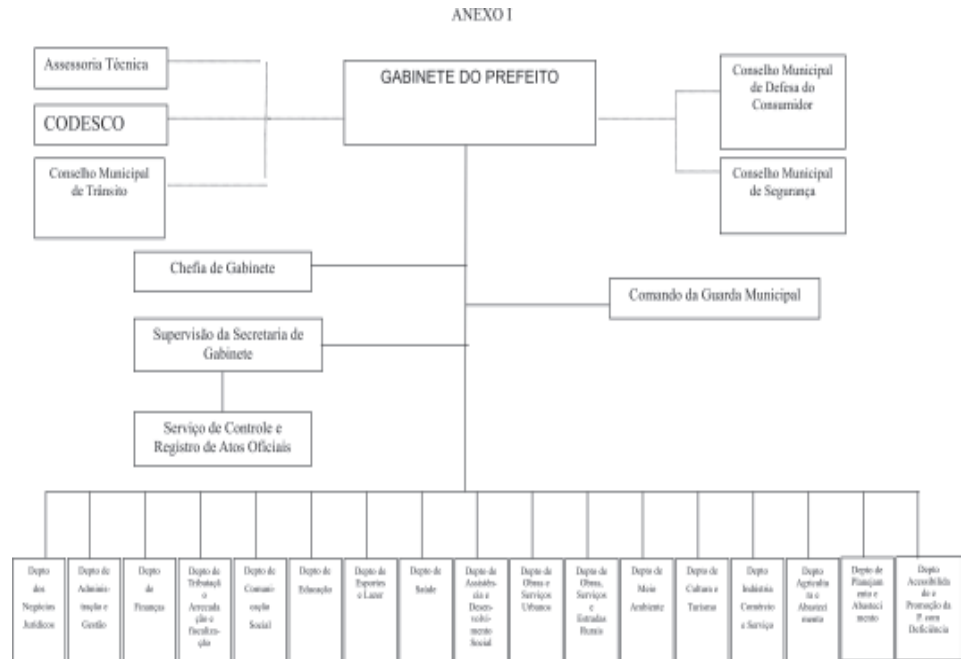 ANEXO I
Assessoria Técnica
CODESCO
Conselho Municipal
de Trânsito
GABINETE DO PREFEITO
Conselho Municipal
de Defesa do
Consumidor
Conselho Municipal
de Segurança
Chefia de Gabinete
Comando da Guarda Municipal
Supervisão da Secretaria de
Gabinete
Serviço de Controle e
Registro de Atos Oficiais
Depto
dos
Negócios
Jurídicos
Depto de
Adminis-
tração e
Gestão
Depto
de
Finanças
Depto de
Tributaçã
o
Arrecada
ção e
fiscaliza-
ção
Depto de
Comuni-
cação
Social
Depto de
Educação
Depto de
Esportes
e Lazer
Depto de
Saúde
Depto de
Assistên-
cia e
Desen-
volvi-
mento
Social
Depto de
Obras e
Serviços
Urbanos
Depto de
Obras,
Serviços
e
Estradas
Rurais
Depto de
Meio
Ambiente
Depto de
Cultura e
Turismo
Depto
Indústria
Comércio
e Serviço
Depto
Agricultu
ra e
Abasteci
mento
Depto de
Planejam
ento e
Abasteci
mento
Depto
Acessibilida
de e
Promoção da
P. com
Deficiência